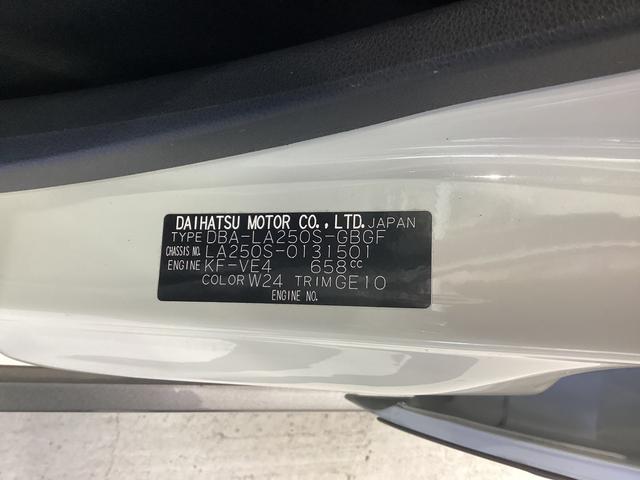 DAIHATSU MOTOR CO.,LTD. JAPAN
TYPE DBA-LA250S-GBGF
CHASSIS NO. LA250S-0131501
ENGINE KF-VE4 658cc
COLOR W24 TRIM GE10
ENGINE NO.